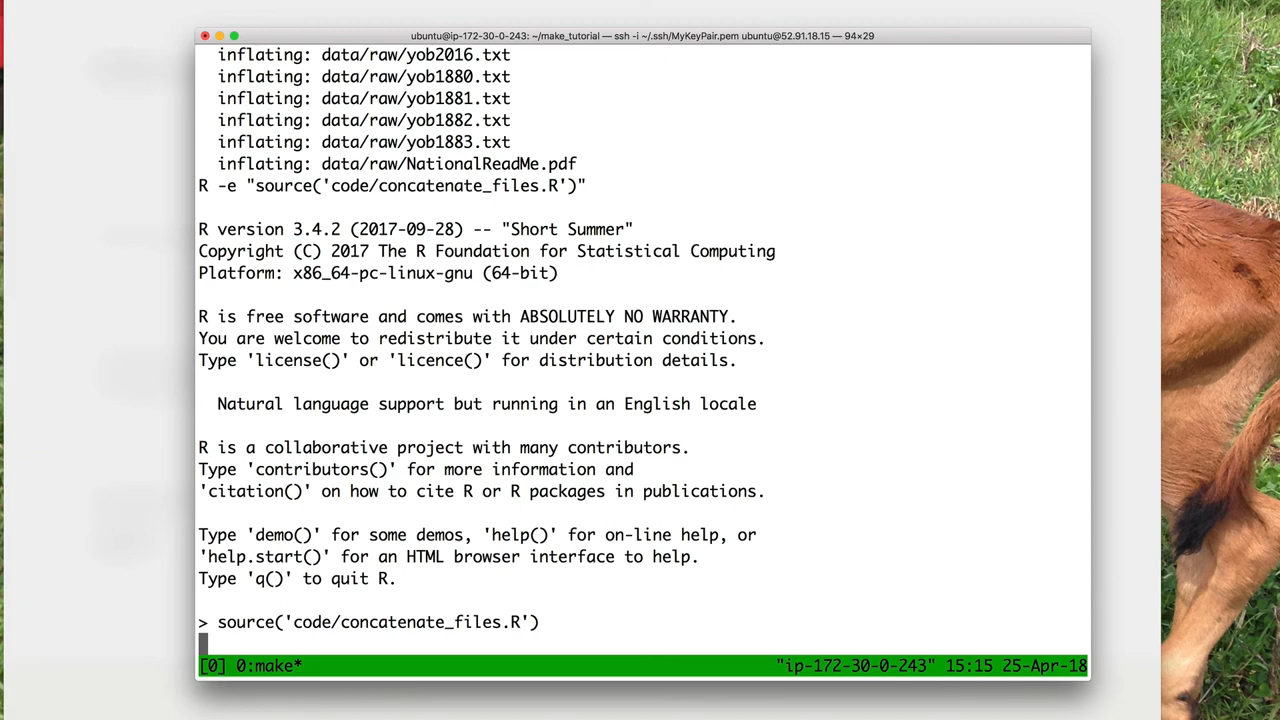 ubuntu@ip-172-30-0-243: ~/make_tutorial — ssh -i ~/.ssh/MyKeyPair.pem ubuntu@52.91.18.15 — 94×29
inflating: data/raw/yob2016.txt
inflating: data/raw/yob1880.txt
inflating: data/raw/yob1881.txt
inflating: data/raw/yob1882.txt
inflating: data/raw/yob1883.txt
inflating: data/raw/NationalReadMe.pdf
R -e "source('code/concatenate_files.R')"
R version 3.4.2 (2017-09-28) -- "Short Summer"
Copyright (C) 2017 The R Foundation for Statistical Computing
Platform: x86_64-pc-linux-gnu (64-bit)
R is free software and comes with ABSOLUTELY NO WARRANTY.
You are welcome to redistribute it under certain conditions.
Type 'license()' or 'licence()' for distribution details.
Natural language support but running in an English locale
R is a collaborative project with many contributors.
Type 'contributors()' for more information and
'citation()' on how to cite R or R packages in publications.
Type 'demo()' for some demos, 'help()' for on-line help, or
'help.start()' for an HTML browser interface to help.
Type 'q()' to quit R.
> source('code/concatenate_files.R')
[0] 0:make* "ip-172-30-0-243" 15:15 25-Apr-18